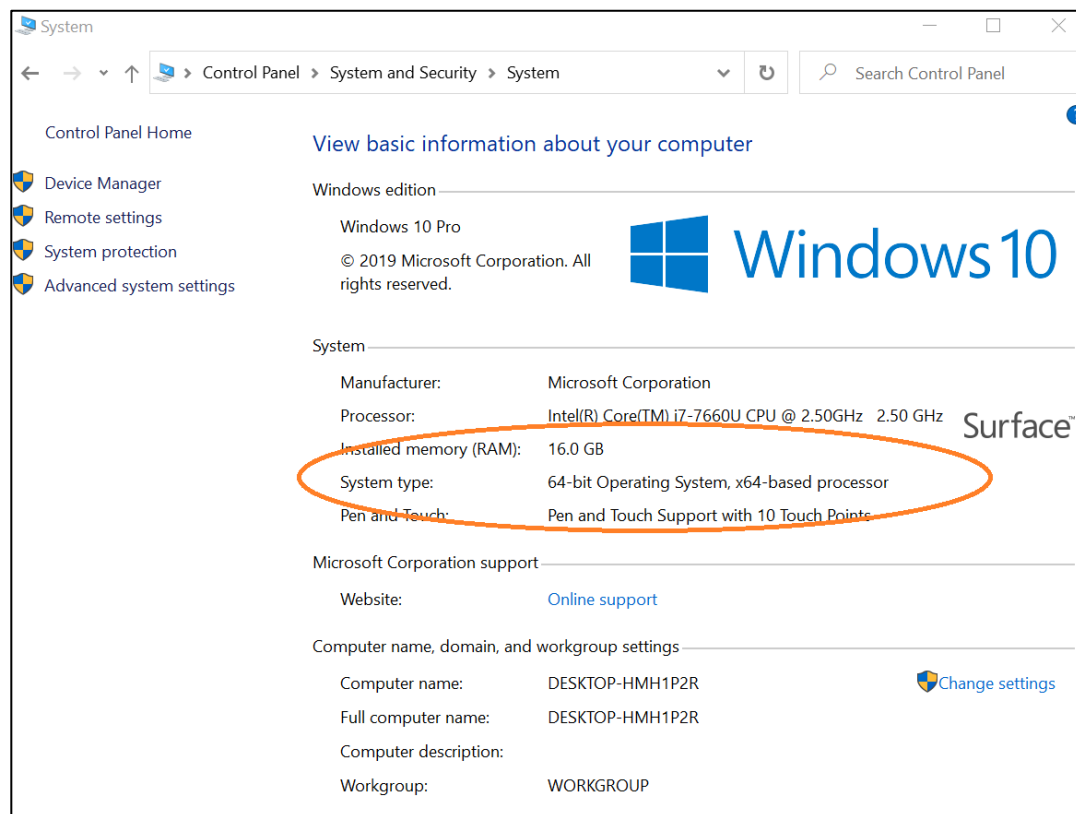 System
Control Panel > System and Security > System
Search Control Panel
Control Panel Home
Device Manager
Remote settings
System protection
Advanced system settings
View basic information about your computer
Windows edition
Windows 10 Pro
© 2019 Microsoft Corporation. All
rights reserved.
Windows 10
System
Manufacturer: Microsoft Corporation
Processor: Intel(R) Core(TM) i7-7660U CPU @ 2.50GHz 2.50 GHz
Surface™
Installed memory (RAM): 16.0 GB
System type: 64-bit Operating System, x64-based processor
Pen and Touch: Pen and Touch Support with 10 Touch Points
Microsoft Corporation support
Website: Online support
Computer name, domain, and workgroup settings
Computer name: DESKTOP-HMH1P2R
Change settings
Full computer name: DESKTOP-HMH1P2R
Computer description:
Workgroup: WORKGROUP